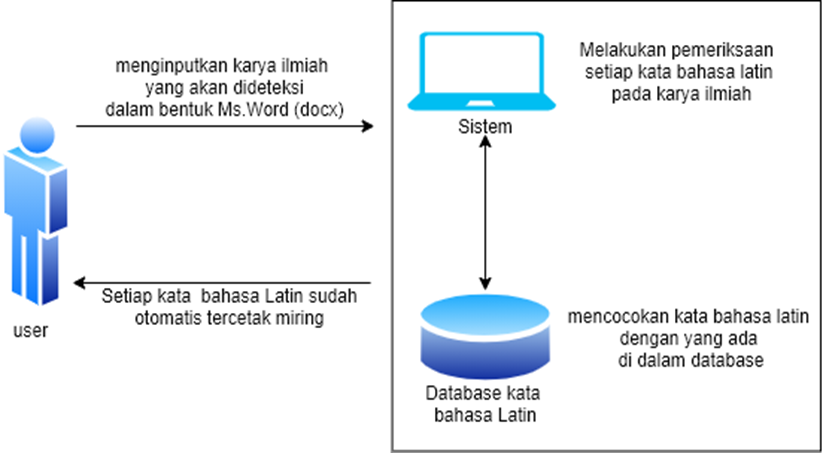 menginputkan karya ilmiah
yang akan dideteksi
dalam bentuk Ms.Word (docx)
Melakukan pemeriksaan
setiap kata bahasa latin
pada karya ilmiah
Sistem
Setiap kata bahasa Latin sudah
otomatis tercetak miring
user
mencocokan kata bahasa latin
dengan yang ada
di dalam database
Database kata
bahasa Latin